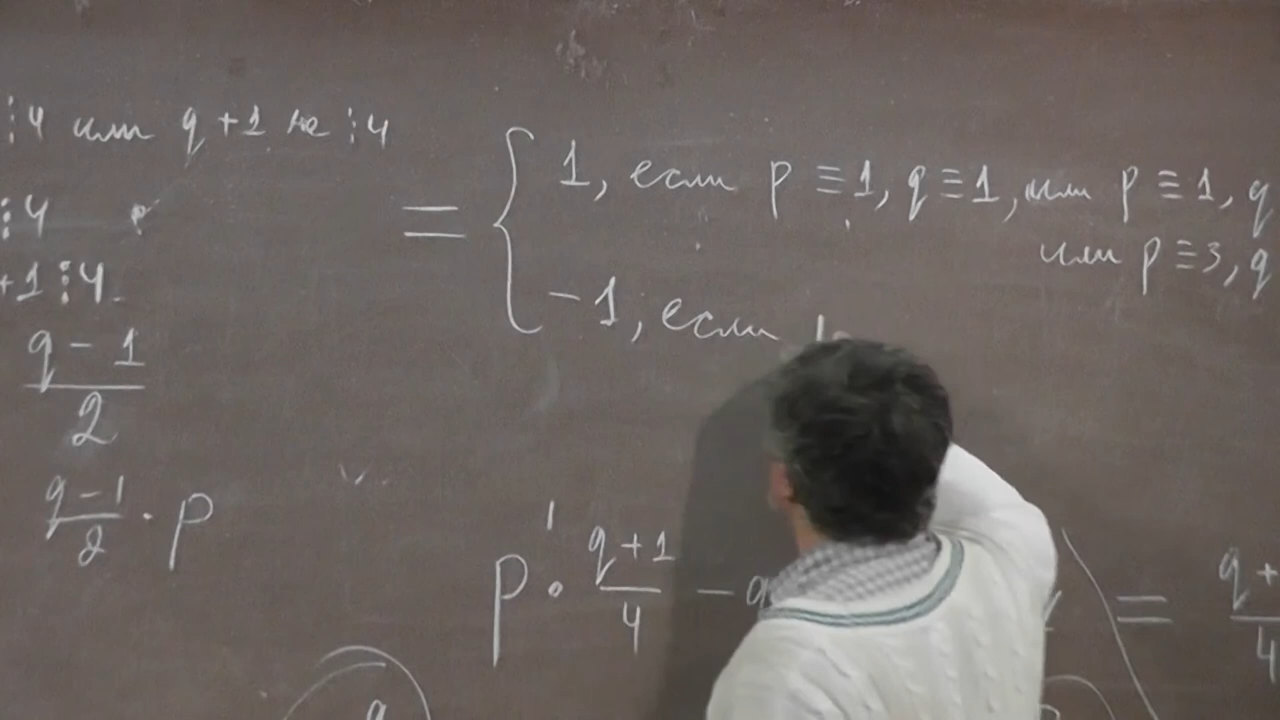 ⋮4 или q+1 не ⋮4
⋮4
+1⋮4
q-1
2
q-1
2
· p
= { 1, если p ≡ 1, q ≡ 1, или p ≡ 1, q
или p ≡ 3, q
-1, если
p · q+1
4
- q
= q+
4